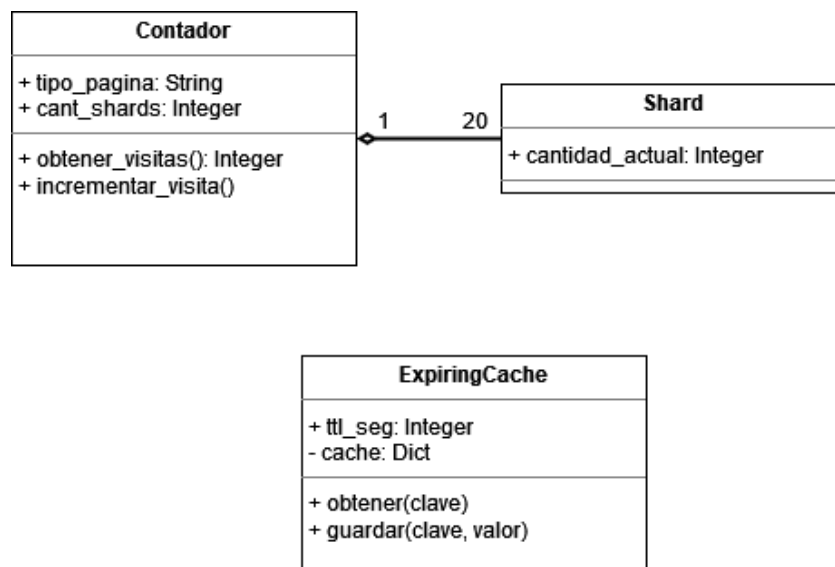 Contador
+ tipo_pagina: String
+ cant_shards: Integer
+ obtener_visitas(): Integer
+ incrementar_visita()
1
20
Shard
+ cantidad_actual: Integer
ExpiringCache
+ ttl_seg: Integer
- cache: Dict
+ obtener(clave)
+ guardar(clave, valor)